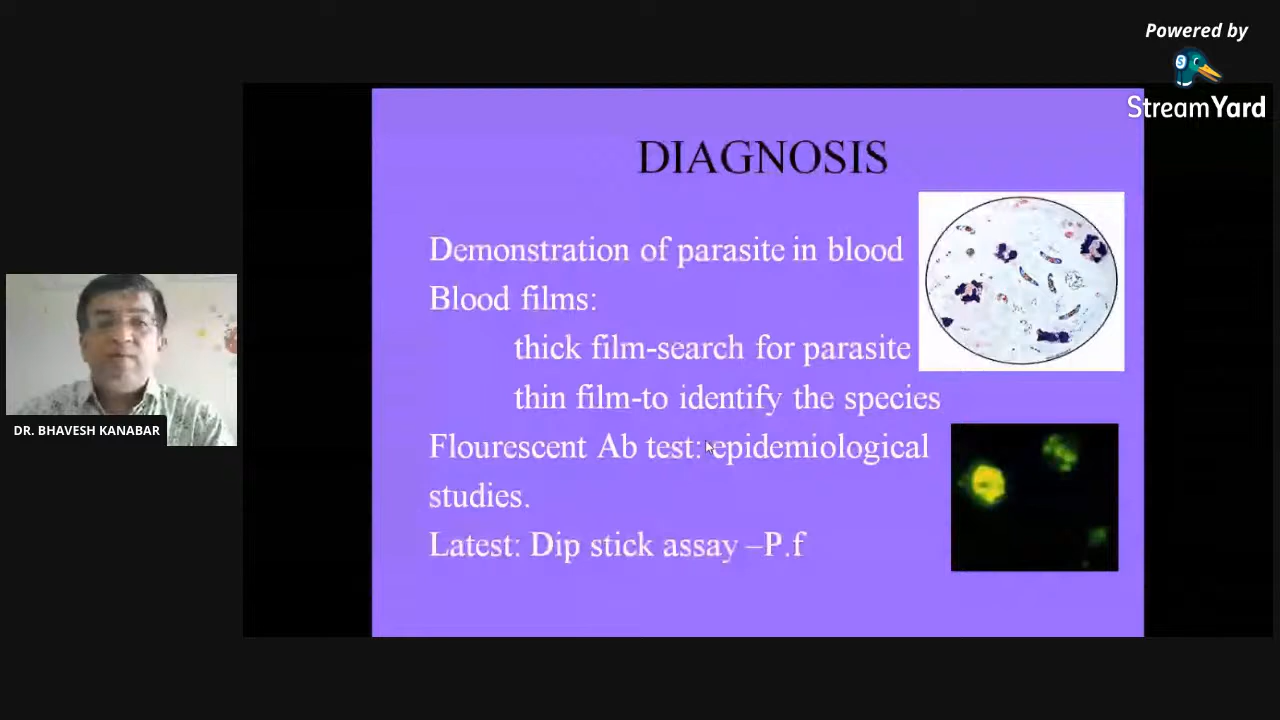 Powered by
StreamYard
DIAGNOSIS
Demonstration of parasite in blood
Blood films:
thick film-search for parasite
thin film-to identify the species
Flourescent Ab test: epidemiological
studies.
Latest: Dip stick assay –P.f
DR. BHAVESH KANABAR